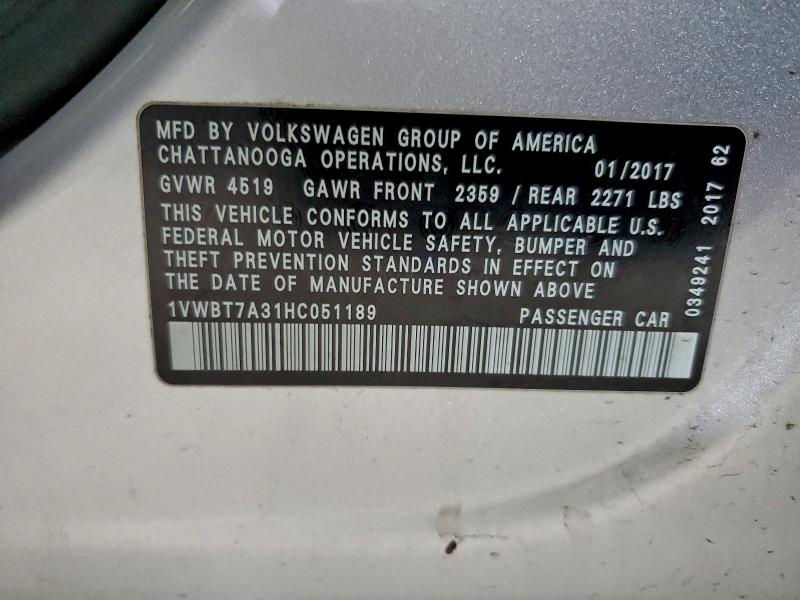 MFD BY VOLKSWAGEN GROUP OF AMERICA
CHATTANOOGA OPERATIONS, LLC. 01/2017
GVWR 4519 GAWR FRONT 2359 / REAR 2271 LBS
THIS VEHICLE CONFORMS TO ALL APPLICABLE U.S.
FEDERAL MOTOR VEHICLE SAFETY, BUMPER AND
THEFT PREVENTION STANDARDS IN EFFECT ON
THE DATE OF MANUFACTURE SHOWN ABOVE.
1VWBT7A31HC051189 PASSENGER CAR
0349241 2017 62